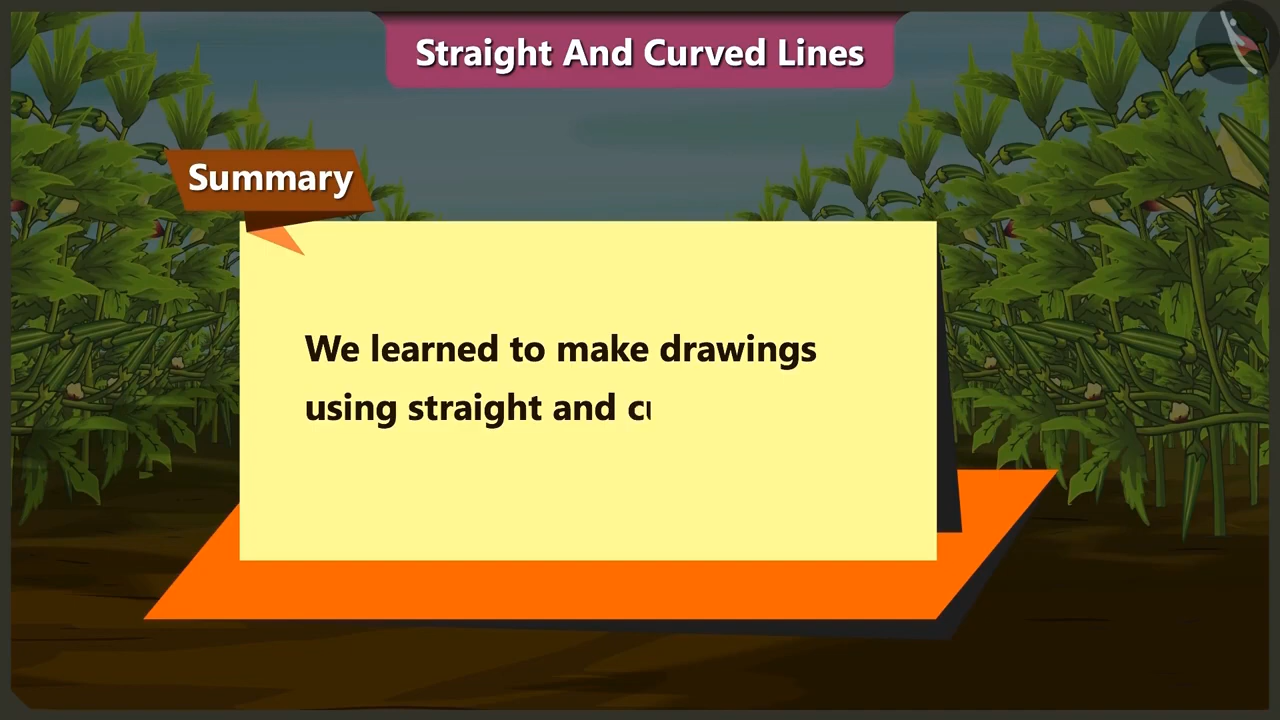 Straight And Curved Lines
Summary
We learned to make drawings
using straight and